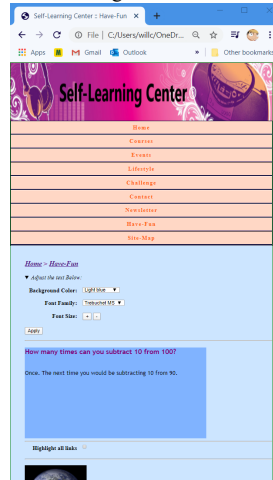 Self-Learning Center :: Have-Fun
File | C:/Users/willc/OneDr...
Apps M Gmail Outlook » Other bookmarks
Self-Learning Center
Home
Contest
Events
Lifestyle
Challenge
Contact
Newsletter
Have-Fun
Site-Map
Home > Have-Fun
▼ Adjust the text Below:
Background Color: Light blue
Font Family: Trebuchet MS
Font Size: + -
Apply
How many times can you subtract 10 from 100?
Once. The next time you would be subtracting 10 from 90.
Highlight all links